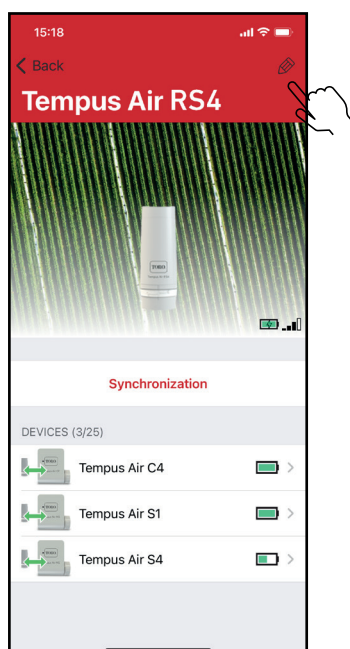 15:18
Back
Tempus Air RS4
TORO
Synchronization
DEVICES (3/25)
Tempus Air C4
Tempus Air S1
Tempus Air S4